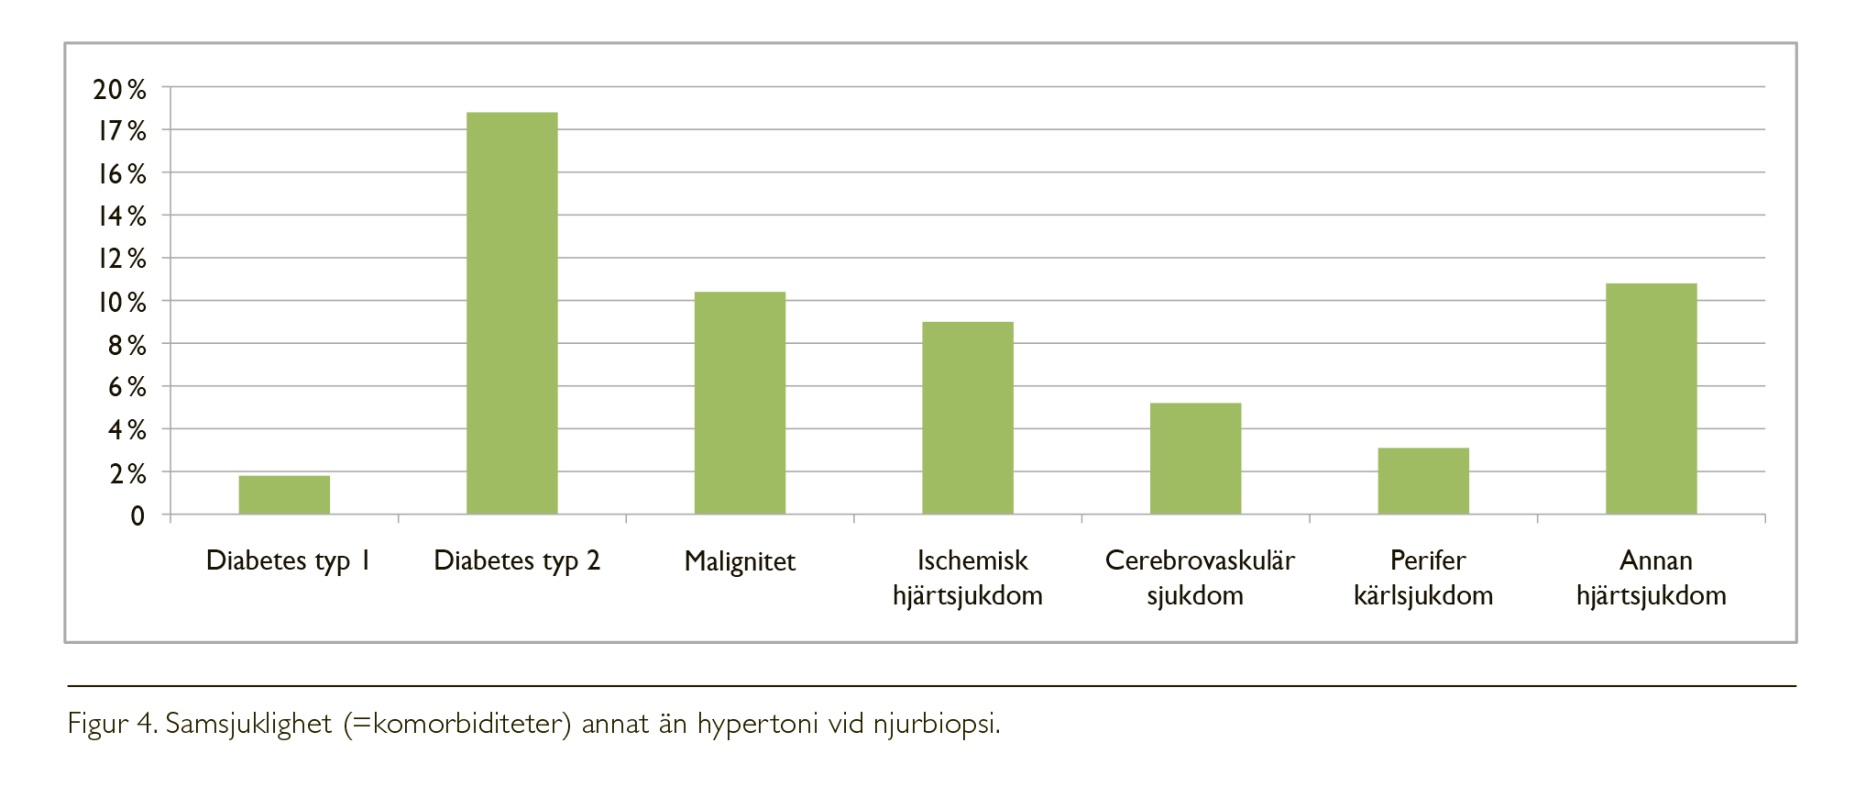 20 %
17 %
16 %
14 %
12 %
10 %
8 %
6 %
4 %
2 %
0
Diabetes typ 1
Diabetes typ 2
Malignitet
Ischemisk
hjärtsjukdom
Cerebrovaskulär
sjukdom
Perifer
kärlsjukdom
Annan
hjärtsjukdom
Figur 4. Samsjuklighet (=komorbiditeter) annat än hypertoni vid njurbiopsi.